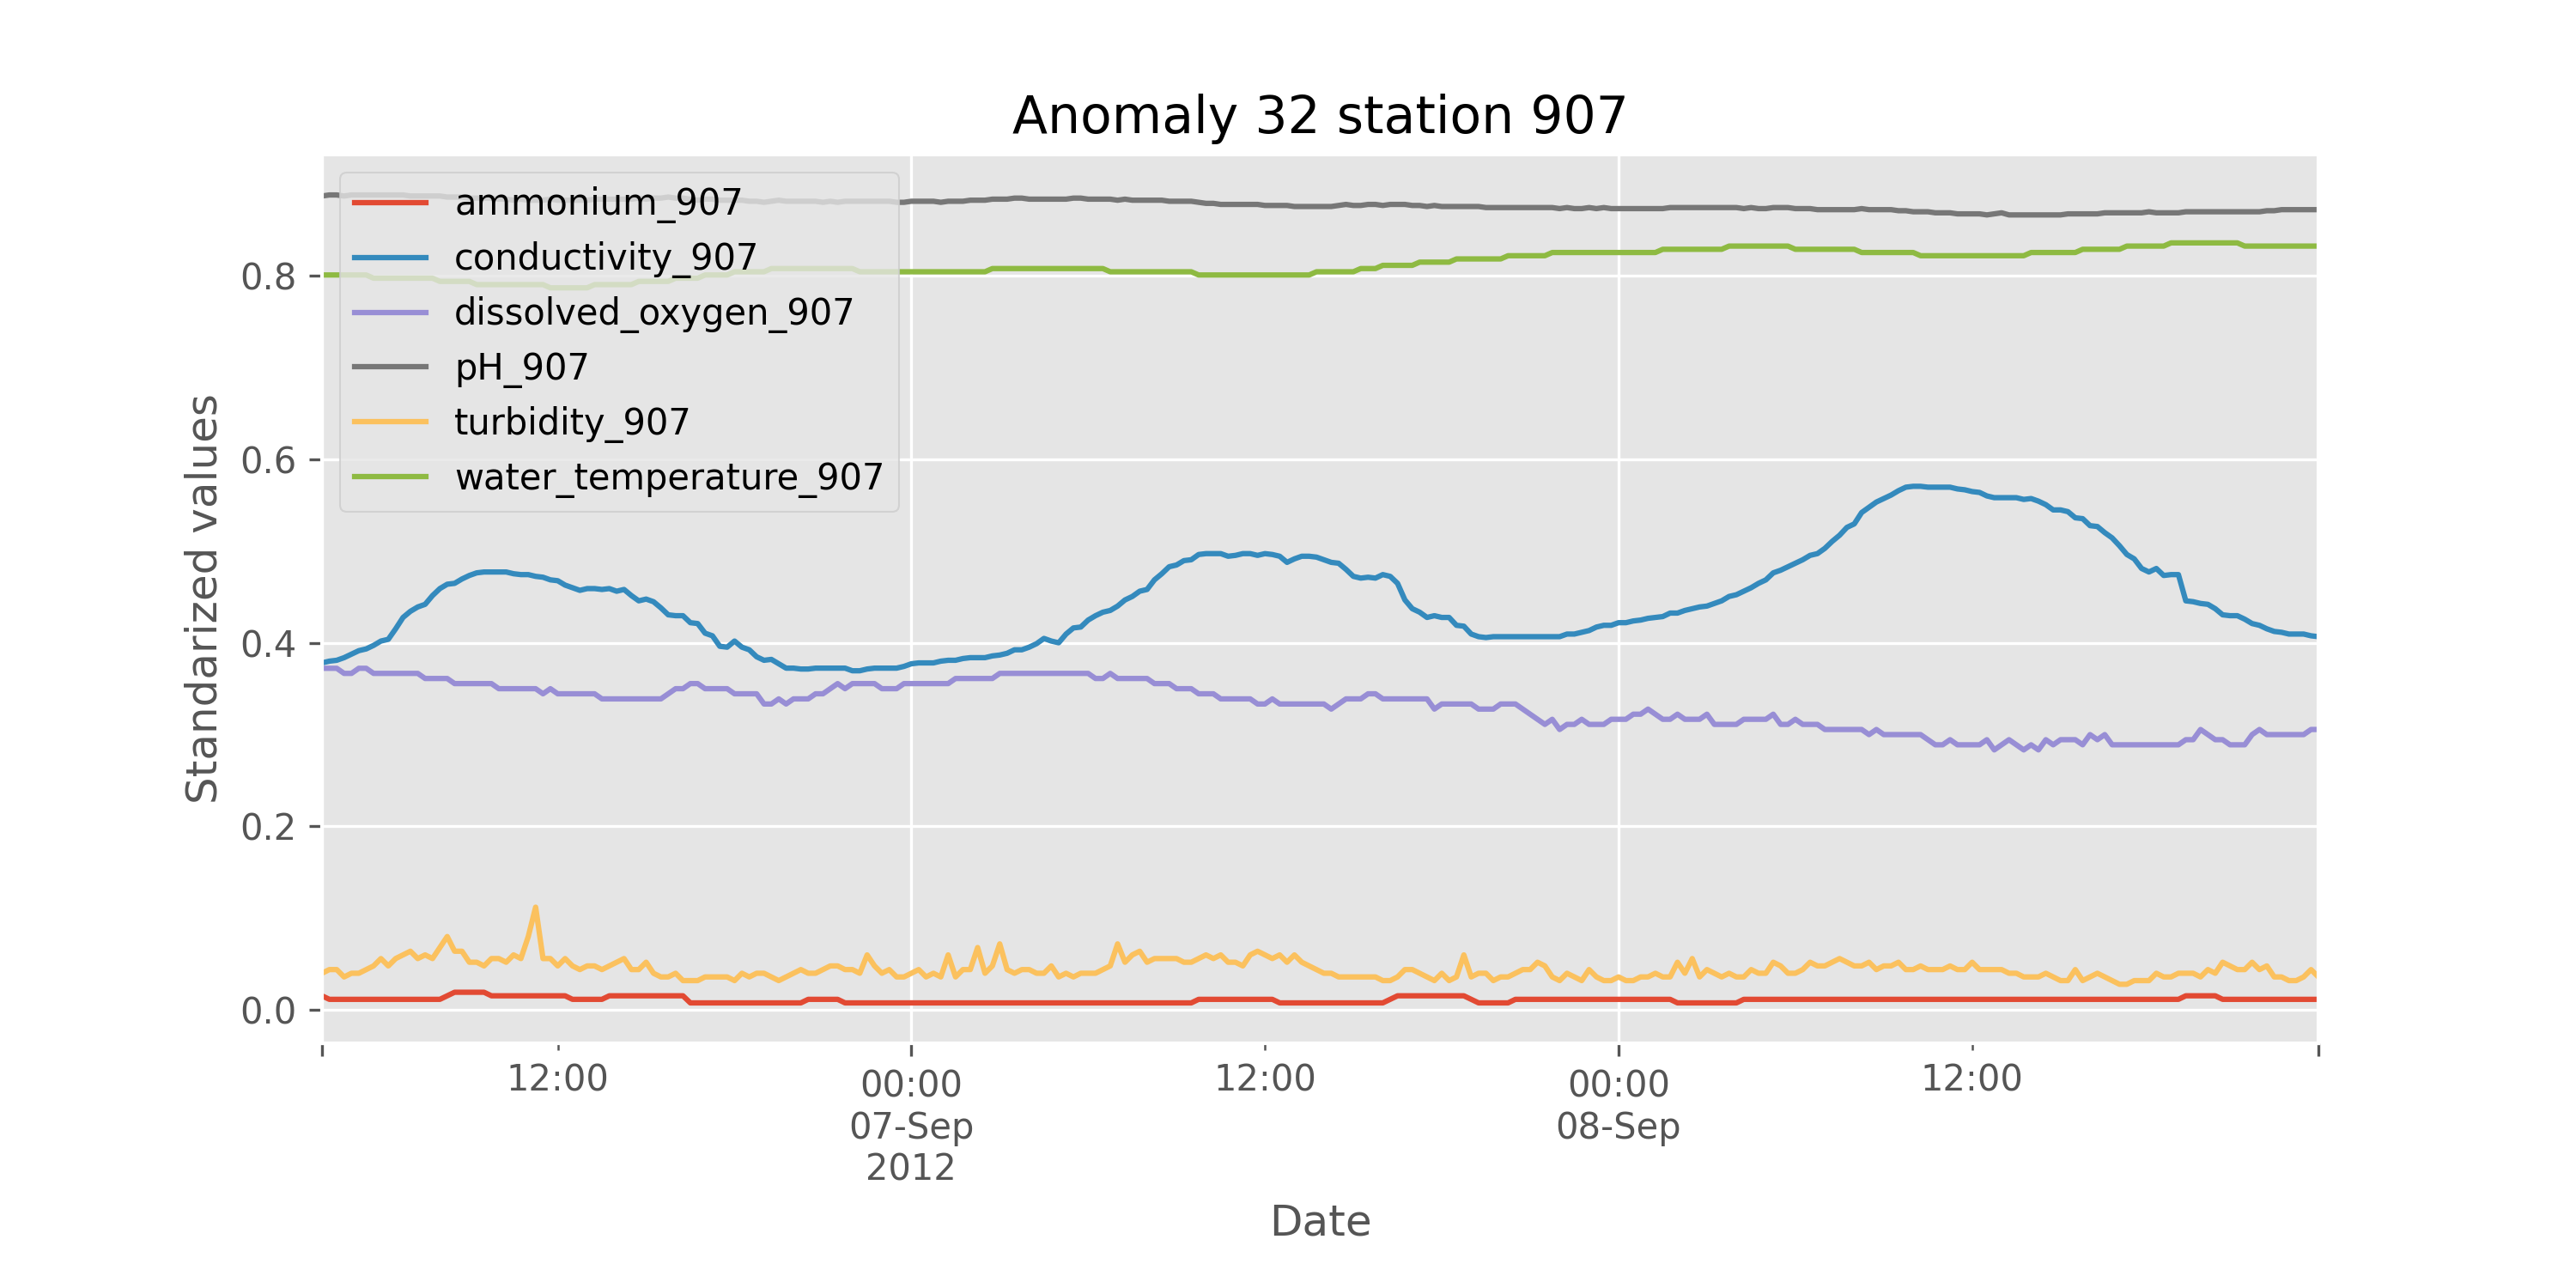 Anomaly 32 station 907
ammonium_907
conductivity_907
dissolved_oxygen_907
pH_907
turbidity_907
water_temperature_907
Standarized values
0.8
0.6
0.4
0.2
0.0
12:00
00:00
07-Sep
2012
12:00
00:00
08-Sep
12:00
Date